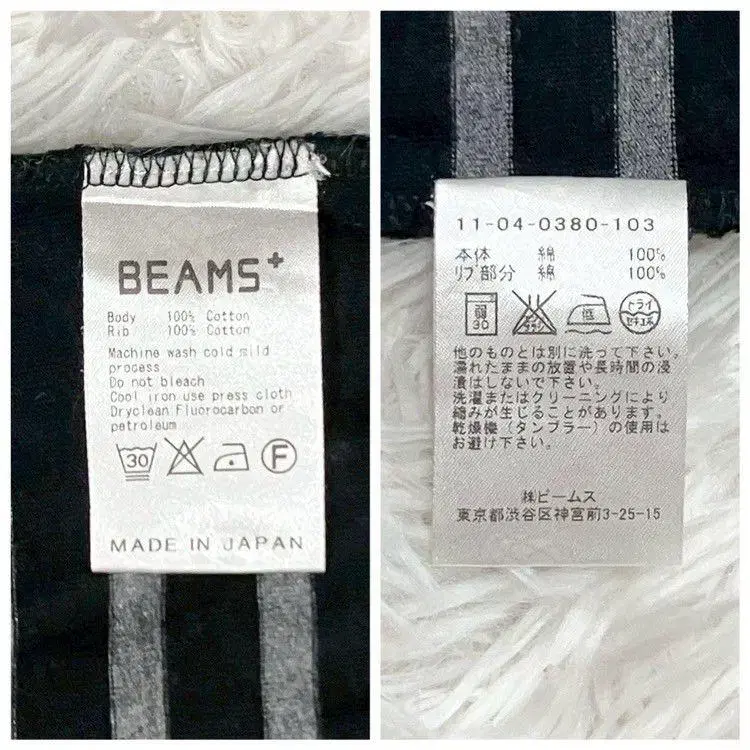 BEAMS+
Body 100% Cotton
Rib 100% Cotton
Machine wash cold mild
process
Do not bleach
Cool iron use press cloth
Dryclean Fluorocarbon or
petroleum
30
F
MADE IN JAPAN
11-04-0380-103
本体 綿 100%
リブ部分 綿 100%
弱 30 低 ドライ セキユ系
他のものとは別に洗って下さい。
濡れたままの放置や長時間の浸
漬はしないで下さい。
洗濯またはクリーニングにより
縮みが生じることがあります。
乾燥機（タンブラー）の使用は
お避け下さい。
㈱ビームス
東京都渋谷区神宮前3-25-15